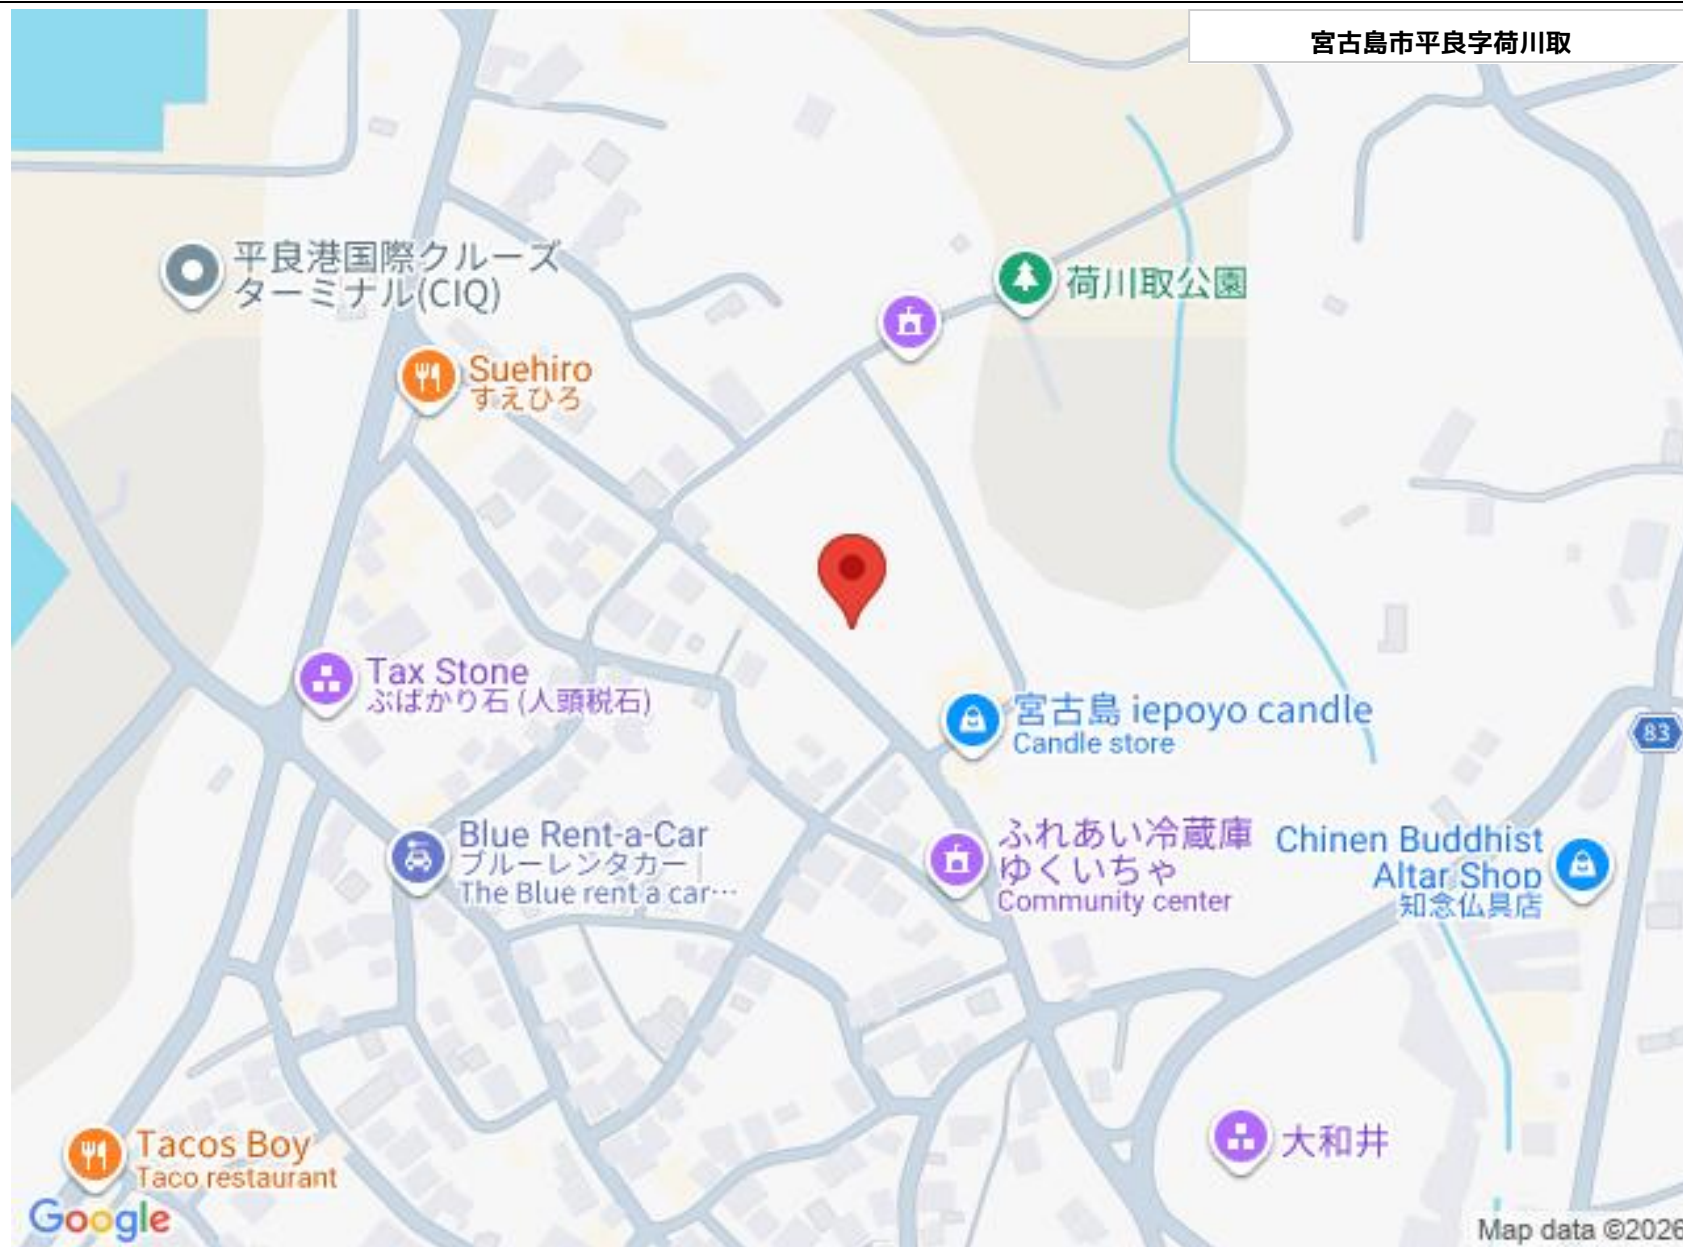 宮古島市平良字荷川取
平良港国際クルーズ
ターミナル(CIQ)
荷川取公園
Suehiro
すえひろ
Tax Stone
ぶばかり石 (人頭税石)
宮古島 iepoyo candle
Candle store
83
Blue Rent-a-Car
ブルーレンタカー |
The Blue rent a car…
ふれあい冷蔵庫
ゆくいちゃ
Community center
Chinen Buddhist
Altar Shop
知念仏具店
Tacos Boy
Taco restaurant
大和井
Google
Map data ©2026